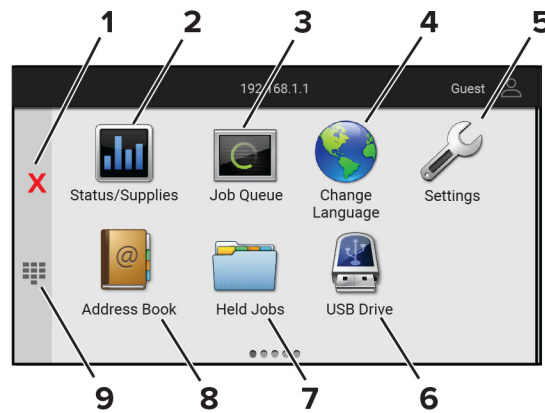 1 2 3 4 5
192.168.1.1 Guest
X
Status/Supplies Job Queue Change Language Settings
@
Address Book Held Jobs USB Drive
9 8 7 6